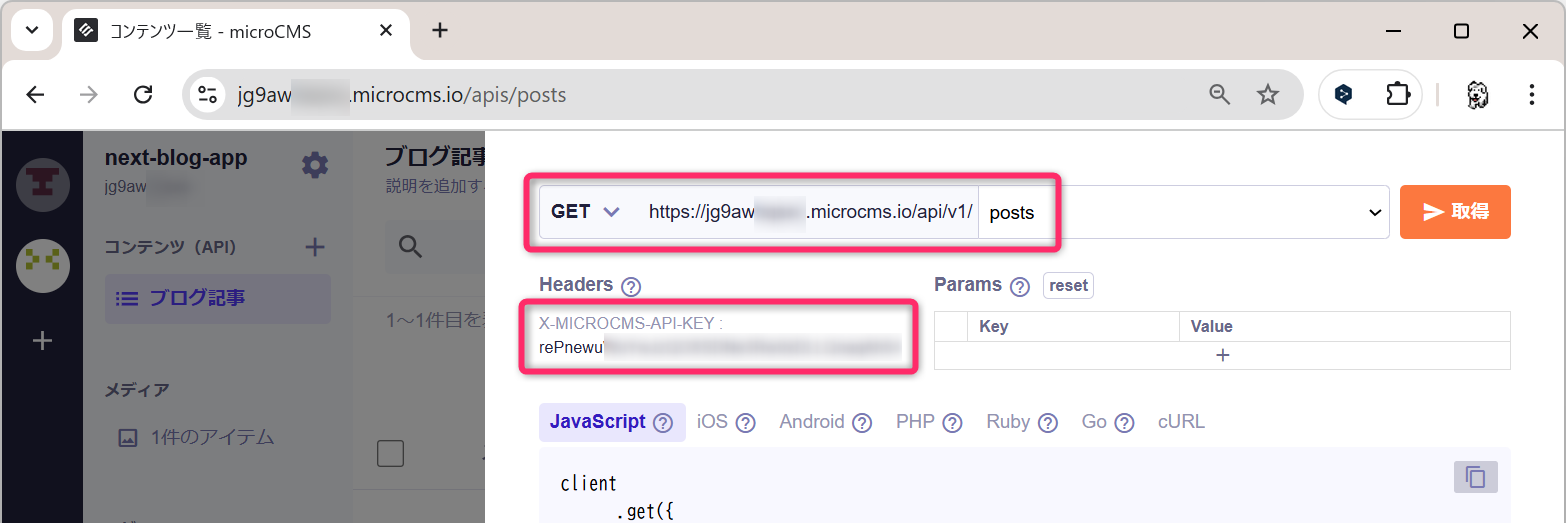 コンテンツ一覧 - microCMS
jg9aw .microcms.io/apis/posts
next-blog-app
jg9aw
コンテンツ（API）
ブログ記事
メディア
1件のアイテム
ブログ記事
説明を追加す
1〜1件目を
GET https://jg9aw .microcms.io/api/v1/ posts
取得
Headers
X-MICROCMS-API-KEY :
rePnewu
Params reset
Key Value
JavaScript iOS Android PHP Ruby Go cURL
client
.get({